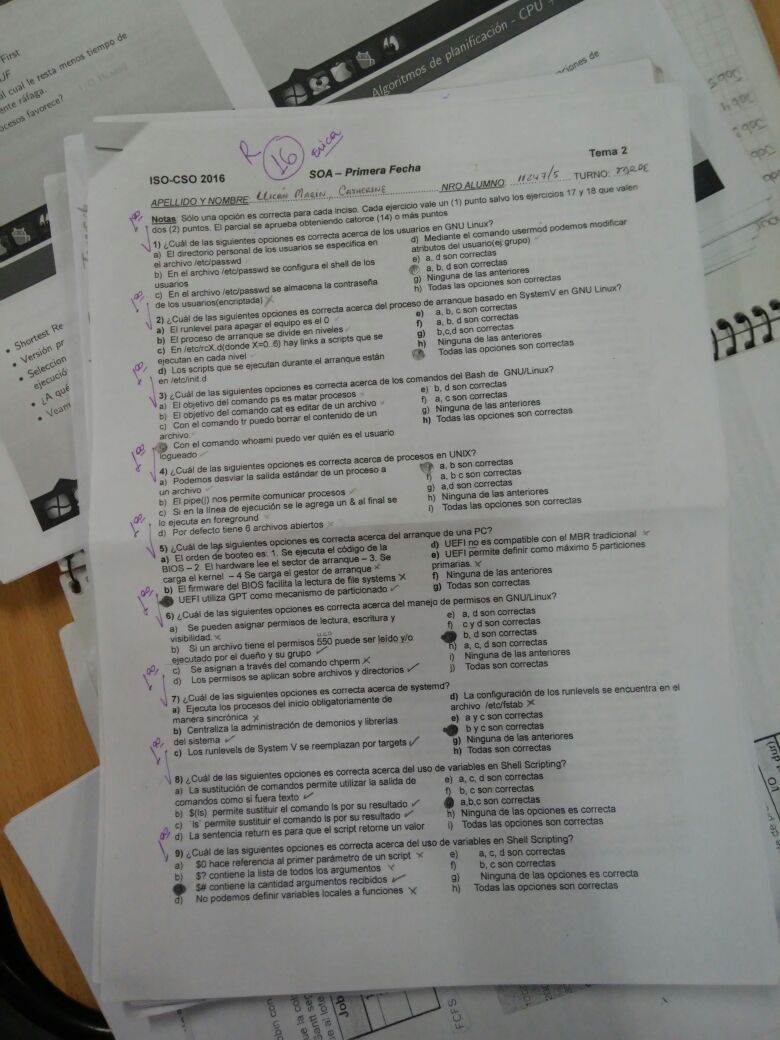 First
JF
al cual le resta menos tiempo de
ente ráfaga.
ocesos favorece?
Algoritmos de planificación - CPU +
Job 5
Job 4
R 16 Erica
Tema 2
ISO-CSO 2016
SOA – Primera Fecha
APELLIDO Y NOMBRE: Catherine NRO ALUMNO: 11247/5 TURNO: TARDE
Notas: Sólo una opción es correcta para cada inciso. Cada ejercicio vale un (1) punto salvo los ejercicios 17 y 18 que valen
dos (2) puntos. El parcial se aprueba obteniendo catorce (14) o más puntos
1) ¿Cuál de las siguientes opciones es correcta acerca de los usuarios en GNU Linux?
a) El directorio personal de los usuarios se especifica en
el archivo /etc/passwd
b) En el archivo /etc/passwd se configura el shell de los
usuarios
c) En el archivo /etc/passwd se almacena la contraseña
de los usuarios(encriptada)
d) Mediante el comando usermod podemos modificar
atributos del usuario(ej.grupo)
e) a, d son correctas
a, b, d son correctas
g) Ninguna de las anteriores
h) Todas las opciones son correctas
2) ¿Cuál de las siguientes opciones es correcta acerca del proceso de arranque basado en SystemV en GNU Linux?
a) El runlevel para apagar el equipo es el 0
b) El proceso de arranque se divide en niveles
c) En /etc/rcX.d(donde X=0..6) hay links a scripts que se
ejecutan en cada nivel
d) Los scripts que se ejecutan durante el arranque están
en /etc/init.d
e) a, b, c son correctas
f) a, b, d son correctas
g) b,c,d son correctas
h) Ninguna de las anteriores
Todas las opciones son correctas
3) ¿Cuál de las siguientes opciones es correcta acerca de los comandos del Bash de GNU/Linux?
a) El objetivo del comando ps es matar procesos
b) El objetivo del comando cat es editar de un archivo
c) Con el comando tr puedo borrar el contenido de un
archivo.
Con el comando whoami puedo ver quién es el usuario
logueado
e) b, d son correctas
f) a, c son correctas
g) Ninguna de las anteriores
h) Todas las opciones son correctas
4) ¿Cuál de las siguientes opciones es correcta acerca de procesos en UNIX?
a) Podemos desviar la salida estándar de un proceso a
un archivo
b) El pipe(|) nos permite comunicar procesos
c) Si en la línea de ejecución se le agrega un & al final se
lo ejecuta en foreground
d) Por defecto tiene 6 archivos abiertos
a, b son correctas
f) a, b c son correctas
g) a,d son correctas
h) Ninguna de las anteriores
i) Todas las opciones son correctas
5) ¿Cuál de las siguientes opciones es correcta acerca del arranque de una PC?
a) El orden de booteo es: 1. Se ejecuta el código de la
BIOS – 2. El hardware lee el sector de arranque – 3. Se
carga el kernel – 4 Se carga el gestor de arranque
b) El firmware del BIOS facilita la lectura de file systems
UEFI utiliza GPT como mecanismo de particionado
d) UEFI no es compatible con el MBR tradicional
e) UEFI permite definir como máximo 5 particiones
primarias.
f) Ninguna de las anteriores
g) Todas son correctas
6) ¿Cuál de las siguientes opciones es correcta acerca del manejo de permisos en GNU/Linux?
a) Se pueden asignar permisos de lectura, escritura y
visibilidad.
b) Si un archivo tiene el permisos 550 puede ser leído y/o
ejecutado por el dueño y su grupo
c) Se asignan a través del comando chperm
d) Los permisos se aplican sobre archivos y directorios
e) a, d son correctas
f) c y d son correctas
b, d son correctas
h) a, c, d son correctas
i) Ninguna de las anteriores
j) Todas son correctas
7) ¿Cuál de las siguientes opciones es correcta acerca de systemd?
a) Ejecuta los procesos del inicio obligatoriamente de
manera sincrónica
b) Centraliza la administración de demonios y librerías
del sistema
c) Los runlevels de System V se reemplazan por targets
d) La configuración de los runlevels se encuentra en el
archivo /etc/fstab
e) a y c son correctas
b y c son correctas
g) Ninguna de las anteriores
h) Todas son correctas
8) ¿Cuál de las siguientes opciones es correcta acerca del uso de variables en Shell Scripting?
a) La sustitución de comandos permite utilizar la salida de
comandos como si fuera texto
b) $(ls) permite sustituir el comando ls por su resultado
c) `ls` permite sustituir el comando ls por su resultado
d) La sentencia return es para que el script retorne un valor
e) a, c, d son correctas
f) b, c son correctas
a,b,c son correctas
h) Ninguna de las opciones es correcta
i) Todas las opciones son correctas
9) ¿Cuál de las siguientes opciones es correcta acerca del uso de variables en Shell Scripting?
a) $0 hace referencia al primer parámetro de un script
b) $? contiene la lista de todos los argumentos
$# contiene la cantidad argumentos recibidos
d) No podemos definir variables locales a funciones
e) a, c, d son correctas
f) b, c son correctas
g) Ninguna de las opciones es correcta
h) Todas las opciones son correctas
Shortest Re
Versión pr
Seleccion
ejecució
¿A qué
Veam
Job
FCFS